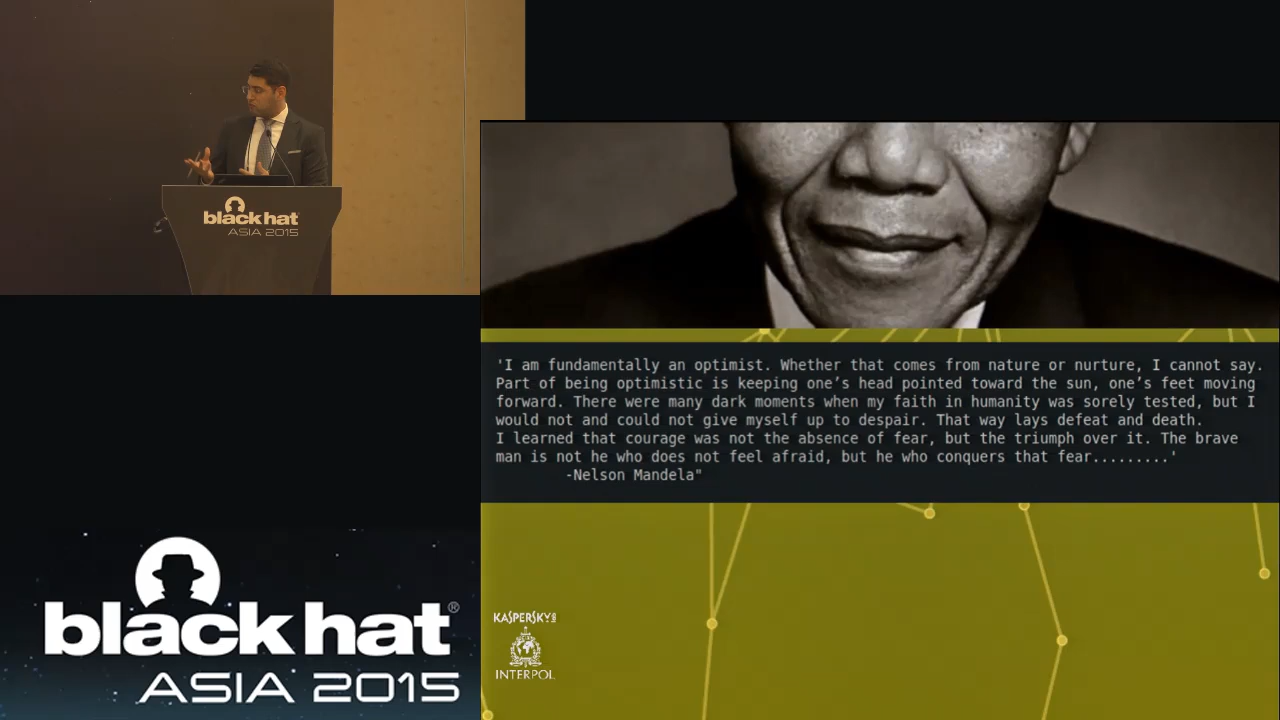 black hat
ASIA 2015
'I am fundamentally an optimist. Whether that comes from nature or nurture, I cannot say.
Part of being optimistic is keeping one’s head pointed toward the sun, one’s feet moving
forward. There were many dark moments when my faith in humanity was sorely tested, but I
would not and could not give myself up to despair. That way lays defeat and death.
I learned that courage was not the absence of fear, but the triumph over it. The brave
man is not he who does not feel afraid, but he who conquers that fear.........'
-Nelson Mandela"
KASPERSKY
INTERPOL
black hat®
ASIA 2015